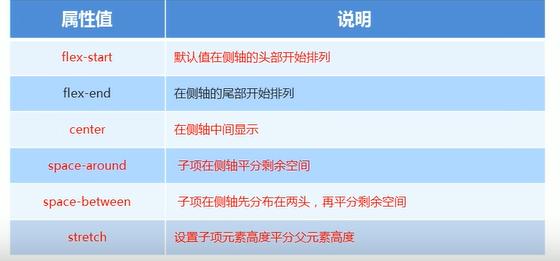 属性值 说明
flex-start 默认值在侧轴的头部开始排列
flex-end 在侧轴的尾部开始排列
center 在侧轴中间显示
space-around 子项在侧轴平分剩余空间
space-between 子项在侧轴先分布在两头，再平分剩余空间
stretch 设置子项元素高度平分父元素高度